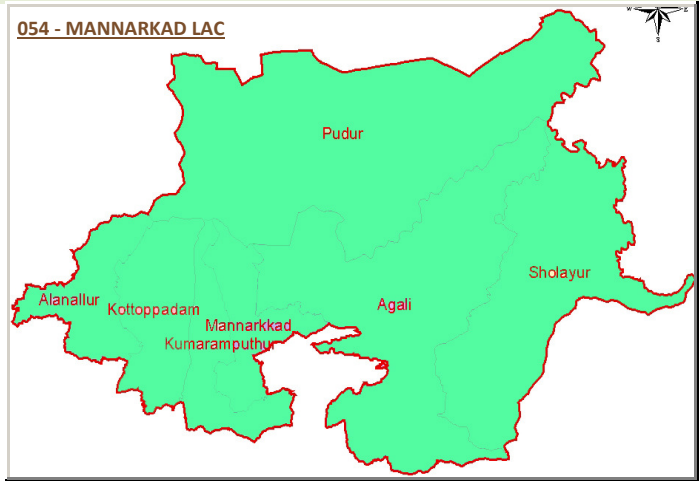 054 - MANNARKAD LAC
W E
S
Pudur
Sholayur
Alanallur
Agali
Kottoppadam
Mannarkkad
Kumaramputhur